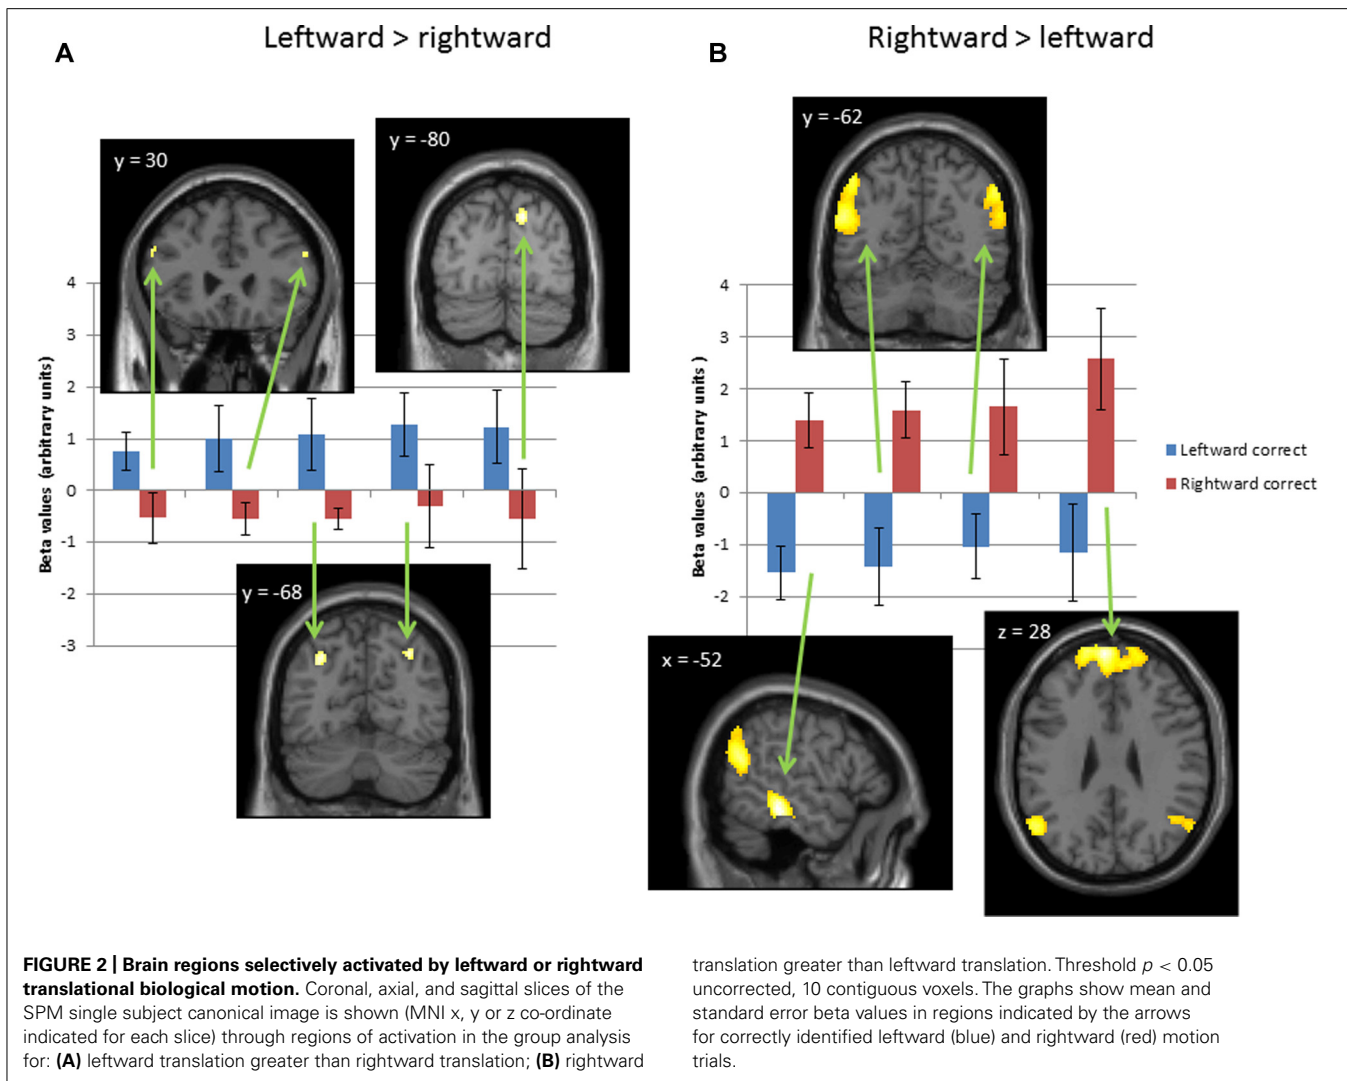 A
Leftward > rightward
y = 30
y = -80
4
3
2
1
0
-1
-2
-3
Beta values (arbitrary units)
y = -68
B
Rightward > leftward
y = -62
4
3
2
1
0
-1
-2
Beta values (arbitrary units )
Leftward correct
Rightward correct
x = -52
z = 28
FIGURE 2 | Brain regions selectively activated by leftward or rightward
translational biological motion. Coronal, axial, and sagittal slices of the
SPM single subject canonical image is shown (MNI x, y or z co-ordinate
indicated for each slice) through regions of activation in the group analysis
for: (A) leftward translation greater than rightward translation; (B) rightward
translation greater than leftward translation. Threshold p < 0.05
uncorrected, 10 contiguous voxels. The graphs show mean and
standard error beta values in regions indicated by the arrows
for correctly identified leftward (blue) and rightward (red) motion
trials.